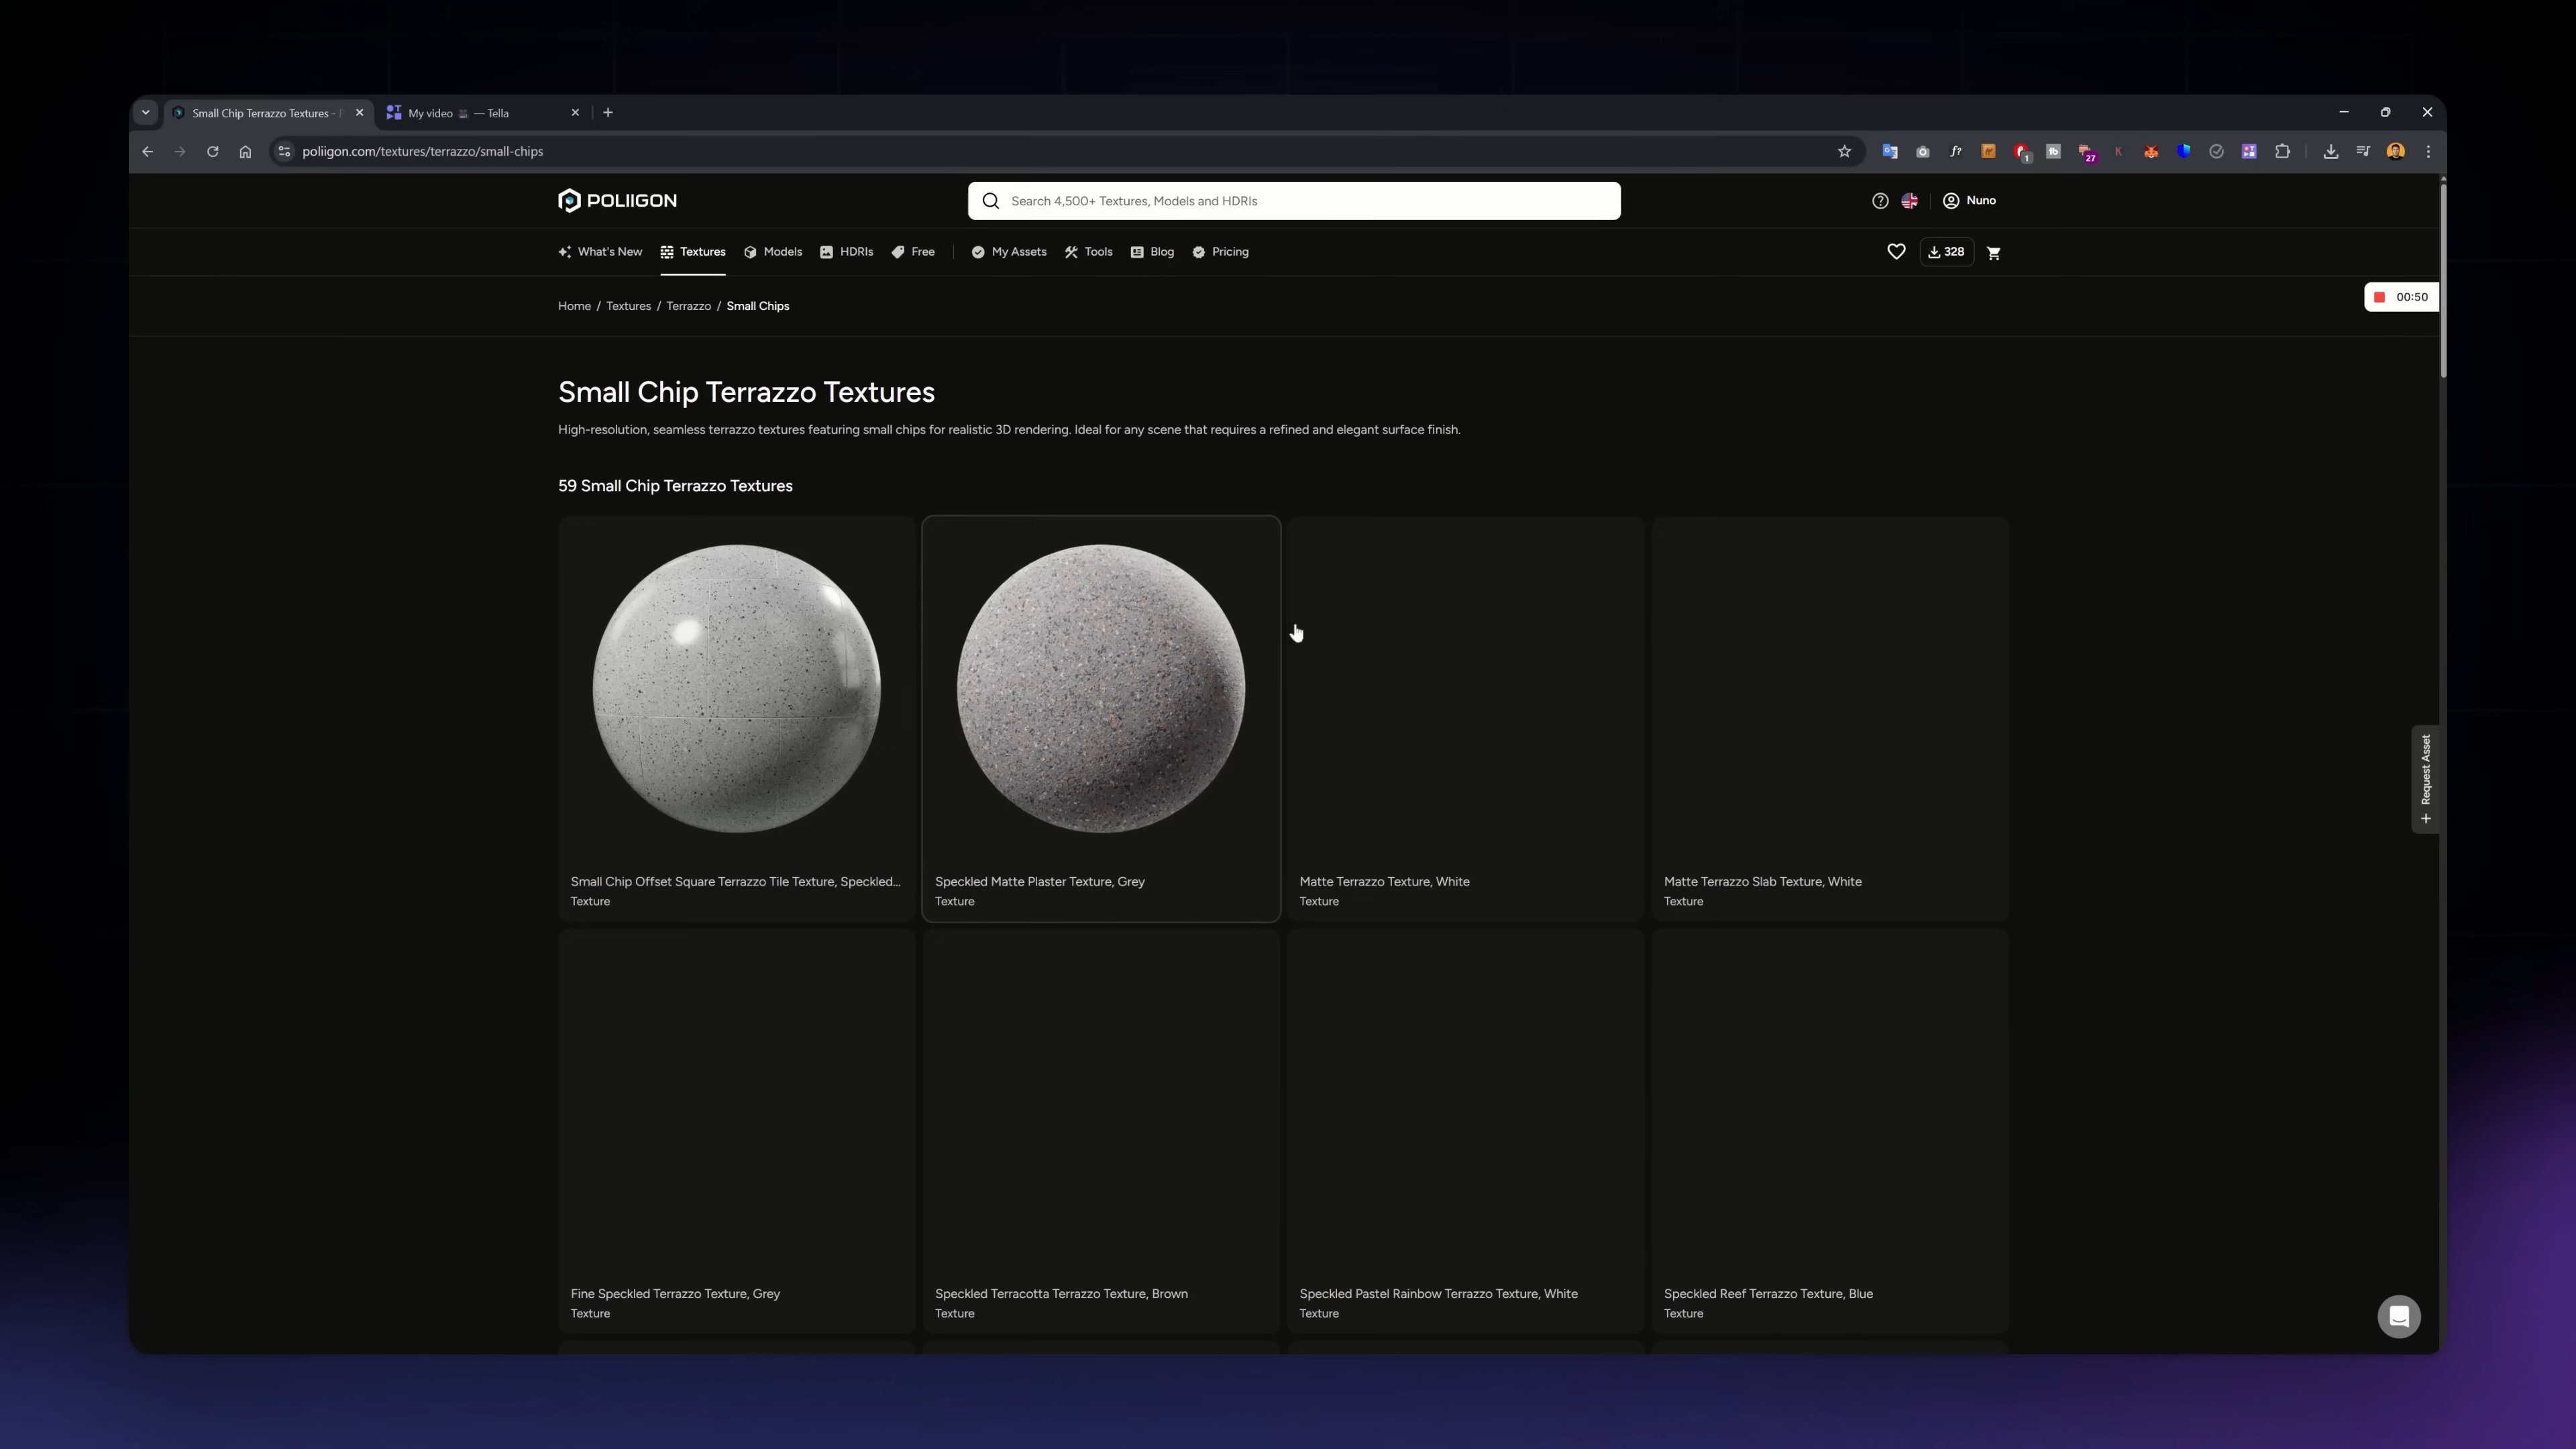 Small Chip Terrazzo Textures -
My video — Tella
poliigon.com/textures/terrazzo/small-chips
1
27
POLIIGON
Search 4,500+ Textures, Models and HDRIs
Nuno
What's New
Textures
Models
HDRIs
Free
My Assets
Tools
Blog
Pricing
328
Home / Textures / Terrazzo / Small Chips
00:50
Small Chip Terrazzo Textures
High-resolution, seamless terrazzo textures featuring small chips for realistic 3D rendering. Ideal for any scene that requires a refined and elegant surface finish.
59 Small Chip Terrazzo Textures
Small Chip Offset Square Terrazzo Tile Texture, Speckled...
Texture
Speckled Matte Plaster Texture, Grey
Texture
Matte Terrazzo Texture, White
Texture
Matte Terrazzo Slab Texture, White
Texture
Request Asset
Fine Speckled Terrazzo Texture, Grey
Texture
Speckled Terracotta Terrazzo Texture, Brown
Texture
Speckled Pastel Rainbow Terrazzo Texture, White
Texture
Speckled Reef Terrazzo Texture, Blue
Texture